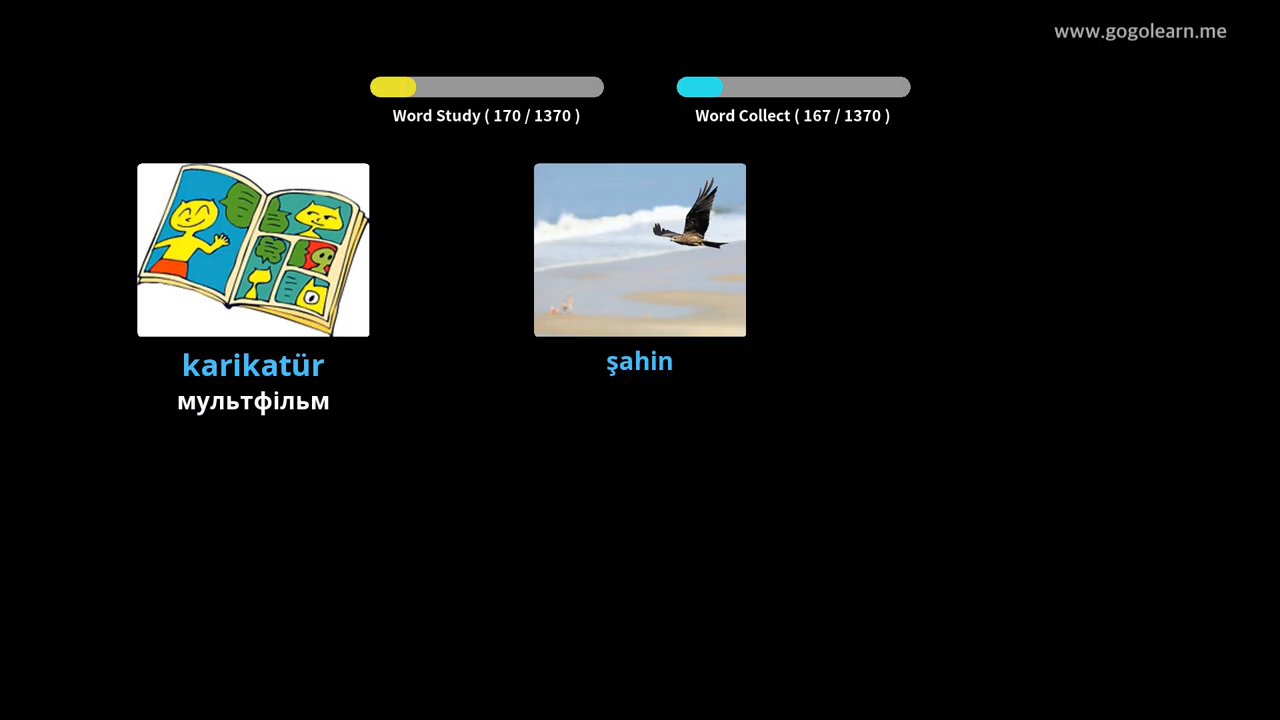 www.gogolearn.me
Word Study ( 170 / 1370 )
Word Collect ( 167 / 1370 )
karikatür
мультфільм
şahin